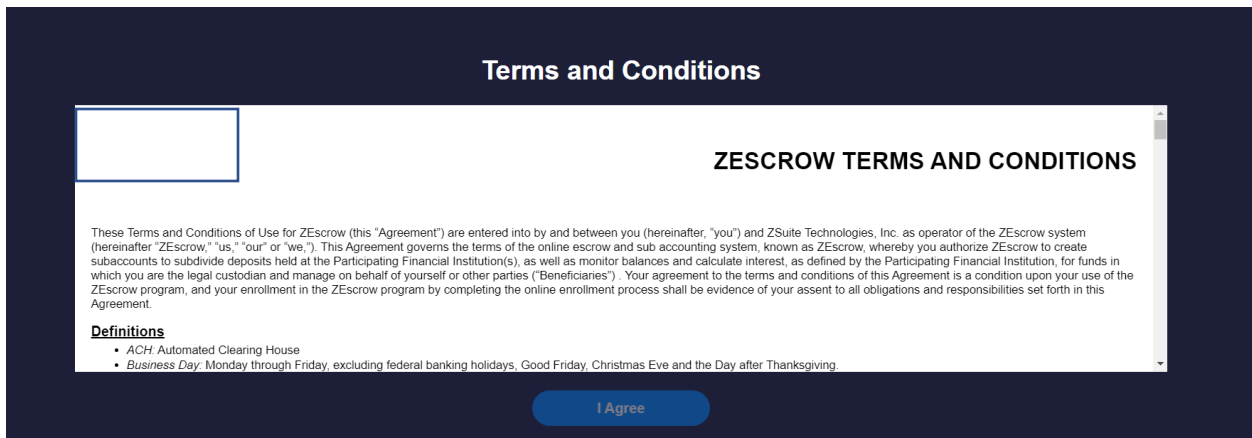 Terms and Conditions
ZESCROW TERMS AND CONDITIONS
These Terms and Conditions of Use for ZEscrow (this “Agreement”) are entered into by and between you (hereinafter, “you”) and ZSuite Technologies, Inc. as operator of the ZEscrow system
(hereinafter “ZEscrow,” “us,” “our” or “we,”). This Agreement governs the terms of the online escrow and sub accounting system, known as ZEscrow, whereby you authorize ZEscrow to create
subaccounts to subdivide deposits held at the Participating Financial Institution(s), as well as monitor balances and calculate interest, as defined by the Participating Financial Institution, for funds in
which you are the legal custodian and manage on behalf of yourself or other parties (“Beneficiaries”) . Your agreement to the terms and conditions of this Agreement is a condition upon your use of the
ZEscrow program, and your enrollment in the ZEscrow program by completing the online enrollment process shall be evidence of your assent to all obligations and responsibilities set forth in this
Agreement.
Definitions
• ACH: Automated Clearing House
• Business Day: Monday through Friday, excluding federal banking holidays, Good Friday, Christmas Eve and the Day after Thanksgiving.
I Agree